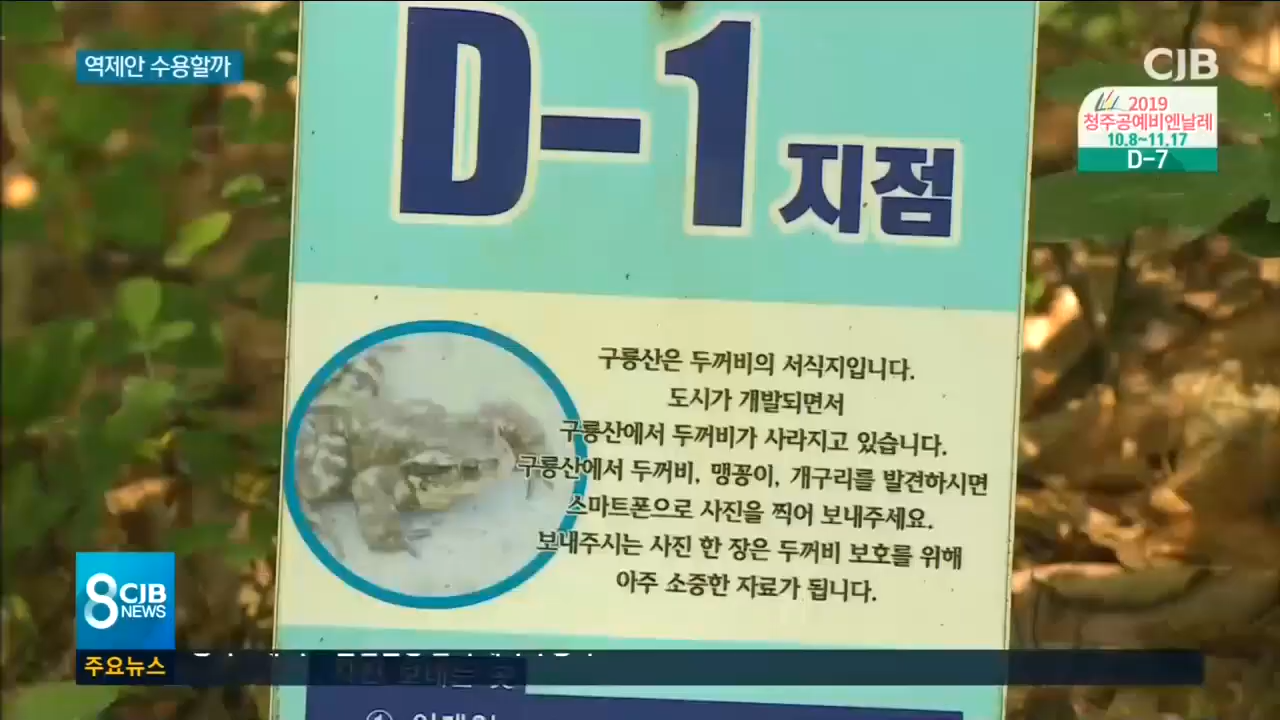 역제안 수용할까
CJB
2019
청주공예비엔날레
10.8~11.17
D-7
D-1 지점
구룡산은 두꺼비의 서식지입니다.
도시가 개발되면서
구룡산에서 두꺼비가 사라지고 있습니다.
구룡산에서 두꺼비, 맹꽁이, 개구리를 발견하시면
스마트폰으로 사진을 찍어 보내주세요.
보내주시는 사진 한 장은 두꺼비 보호를 위해
아주 소중한 자료가 됩니다.
8 CJB
NEWS
주요뉴스
사진 보내는 곳